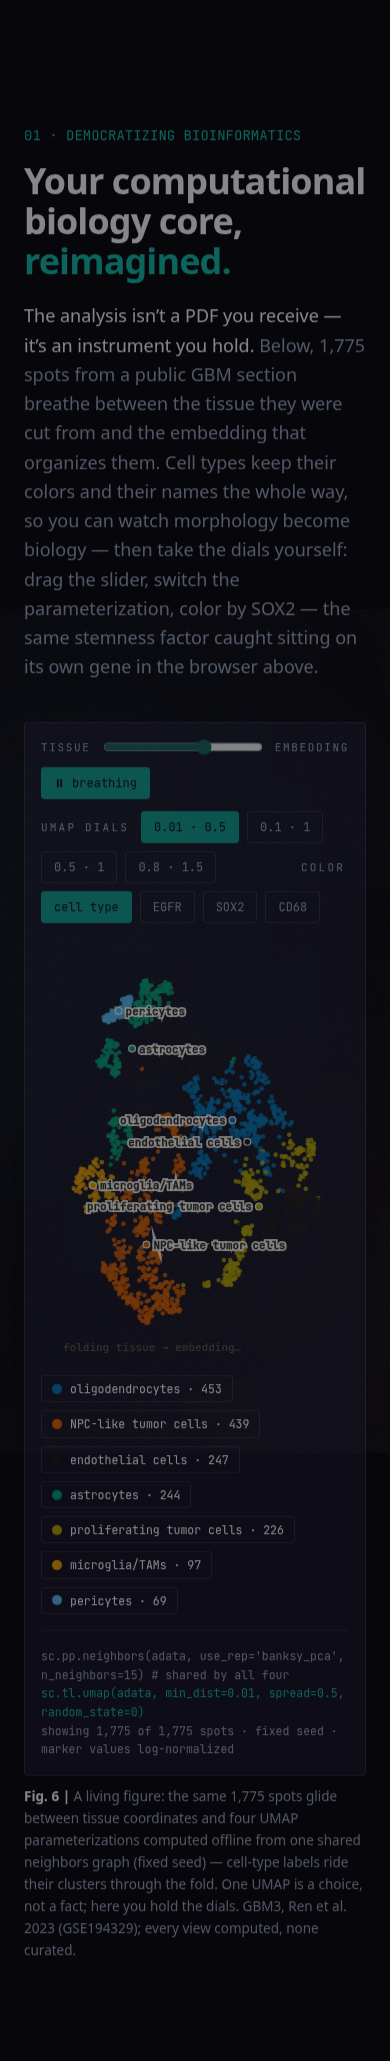 01 · DEMOCRATIZING BIOINFORMATICS
Your computational
biology core,
reimagined.
The analysis isn’t a PDF you receive —
it’s an instrument you hold. Below, 1,775
spots from a public GBM section
breathe between the tissue they were
cut from and the embedding that
organizes them. Cell types keep their
colors and their names the whole way,
so you can watch morphology become
biology — then take the dials yourself:
drag the slider, switch the
parameterization, color by SOX2 — the
same stemness factor caught sitting on
its own gene in the browser above.
TISSUE EMBEDDING
⏸ breathing
UMAP DIALS 0.01 · 0.5 0.1 · 1
0.5 · 1 0.8 · 1.5 COLOR
cell type EGFR SOX2 CD68
pericytes
astrocytes
oligodendrocytes
endothelial cells
microglia/TAMs
proliferating tumor cells
NPC-like tumor cells
folding tissue → embedding…
oligodendrocytes · 453
NPC-like tumor cells · 439
endothelial cells · 247
astrocytes · 244
proliferating tumor cells · 226
microglia/TAMs · 97
pericytes · 69
sc.pp.neighbors(adata, use_rep='banksy_pca',
n_neighbors=15) # shared by all four
sc.tl.umap(adata, min_dist=0.01, spread=0.5,
random_state=0)
showing 1,775 of 1,775 spots · fixed seed ·
marker values log-normalized
Fig. 6 | A living figure: the same 1,775 spots glide
between tissue coordinates and four UMAP
parameterizations computed offline from one shared
neighbors graph (fixed seed) — cell-type labels ride
their clusters through the fold. One UMAP is a choice,
not a fact; here you hold the dials. GBM3, Ren et al.
2023 (GSE194329); every view computed, none
curated.